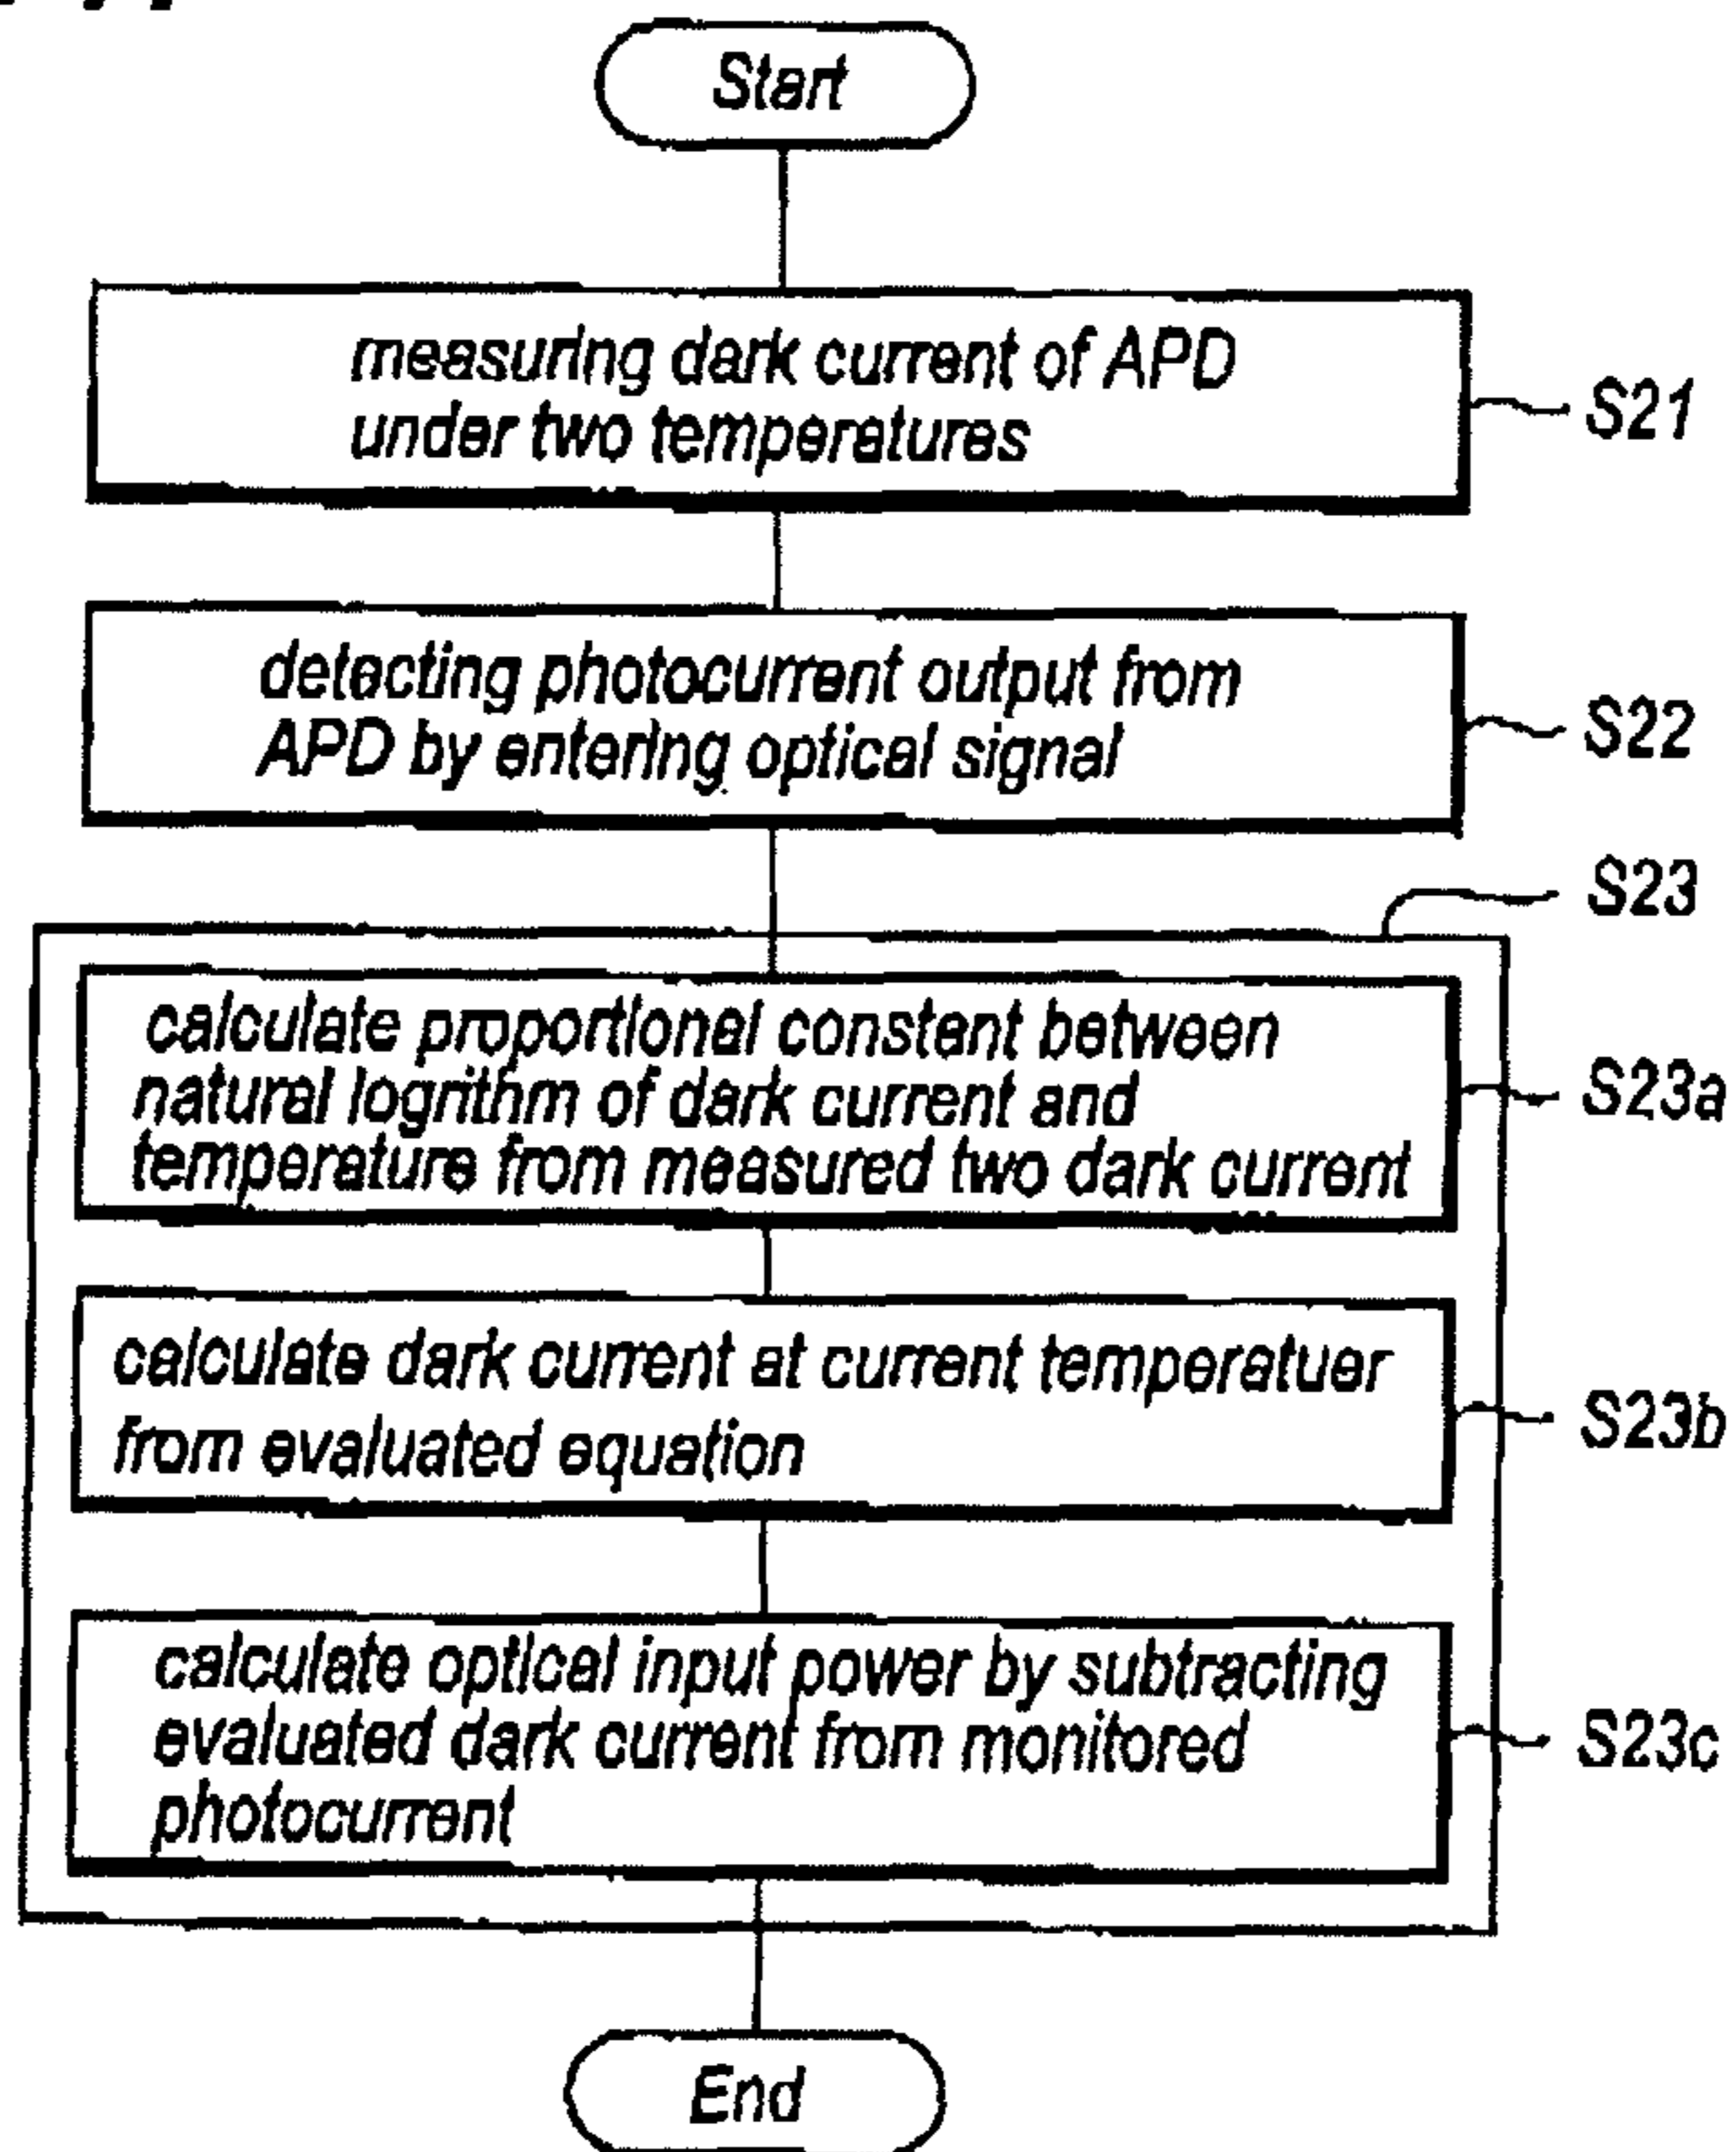 Start
measuring dark current of APD
under two temperatures
S21
detecting photocurrent output from
APD by entering optical signal
S22
S23
calculate proportional constant between
natural logrithm of dark current and
temperature from measured two dark current
S23a
calculate dark current at current temperatuer
from evaluated equation
S23b
calculate optical input power by subtracting
evaluated dark current from monitored
photocurrent
S23c
End